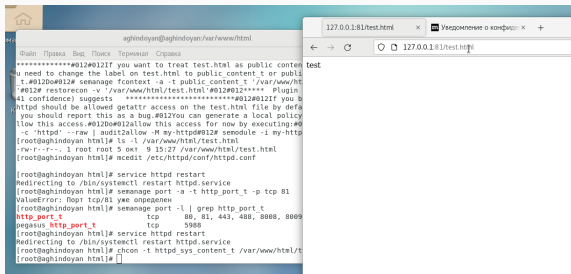 aghindoyan@aghindoyan:/var/www/html
Файл Правка Вид Поиск Терминал Справка
*************#012#012If you want to treat test.html as public conten
u need to change the label on test.html to public_content_t or publi
_t.#012Do#012# semanage fcontext -a -t public_content_t '/var/www/ht
'#012# restorecon -v '/var/www/html/test.html'#012#012***** Plugin
41 confidence) suggests **************************#012#012If you b
httpd should be allowed getattr access on the test.html file by defa
you should report this as a bug.#012You can generate a local policy
llow this access.#012Do#012allow this access for now by executing:#0
-c 'httpd' --raw | audit2allow -M my-httpd#012# semodule -i my-http
[root@aghindoyan html]# ls -l /var/www/html/test.html
-rw-r--r--. 1 root root 5 окт 9 15:27 /var/www/html/test.html
[root@aghindoyan html]# mcedit /etc/httpd/conf/httpd.conf
[root@aghindoyan html]# service httpd restart
Redirecting to /bin/systemctl restart httpd.service
[root@aghindoyan html]# semanage port -a -t http_port_t -p tcp 81
ValueError: Порт tcp/81 уже определен
[root@aghindoyan html]# semanage port -l | grep http_port_t
http_port_t tcp 80, 81, 443, 488, 8008, 8009
pegasus_http_port_t tcp 5988
[root@aghindoyan html]# service httpd restart
Redirecting to /bin/systemctl restart httpd.service
[root@aghindoyan html]# chcon -t httpd_sys_content_t /var/www/html/t
[root@aghindoyan html]#
127.0.0.1:81/test.html
Уведомление о конфиде
127.0.0.1:81/test.html
test